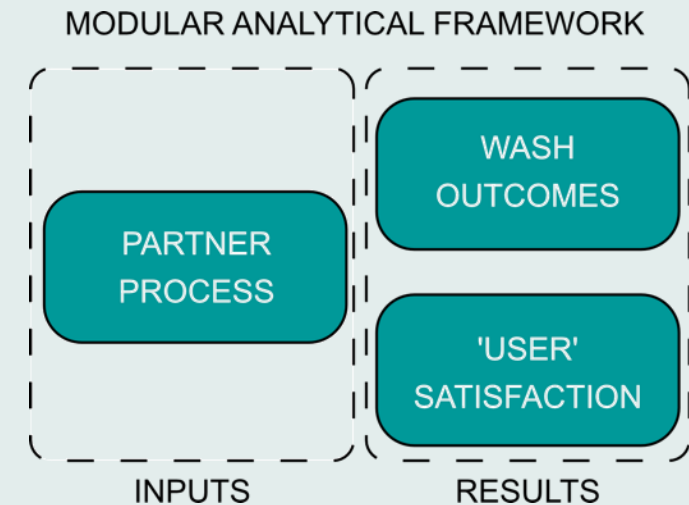 MODULAR ANALYTICAL FRAMEWORK
PARTNER
PROCESS
INPUTS
WASH
OUTCOMES
'USER'
SATISFACTION
RESULTS